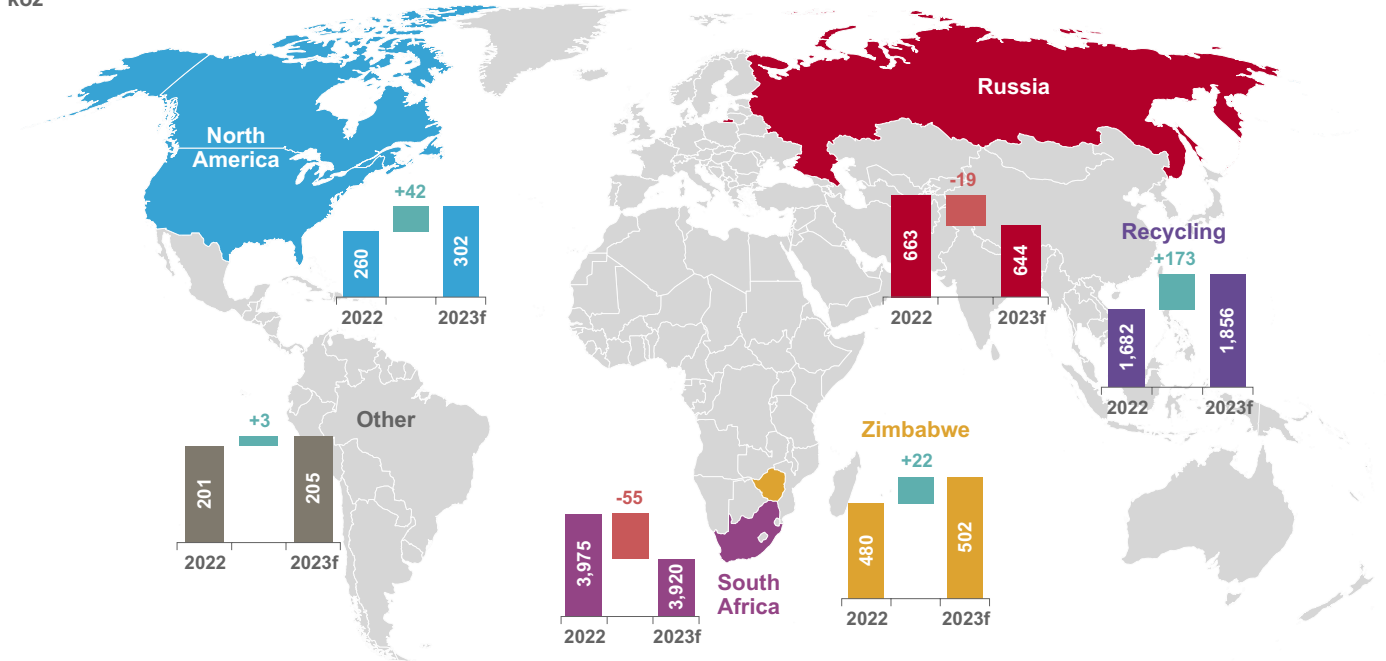 koz
North
America
+42
260
302
2022
2023f
Russia
-19
663
644
2022
2023f
Recycling
+173
1,682
1,856
2022
2023f
Other
+3
201
205
2022
2023f
Zimbabwe
+22
480
502
2022
2023f
-55
3,975
3,920
South
Africa
2022
2023f